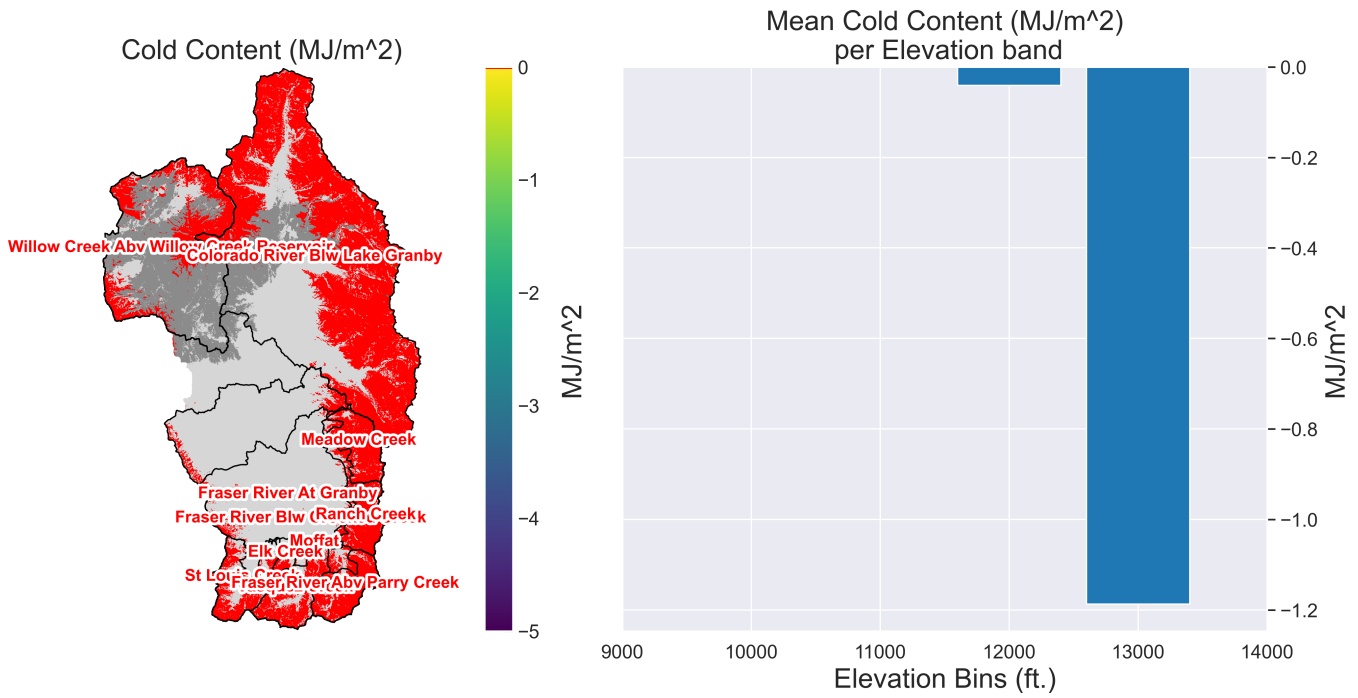 Cold Content (MJ/m^2)
0
−1
−2
−3
−4
−5
MJ/m^2
Willow Creek Abv Willow Creek Reservoir
Colorado River Blw Lake Granby
Meadow Creek
Fraser River At Granby
Fraser River Blw
Ranch Creek
Moffat
Elk Creek
St Louis Creek
Fraser River Abv Parry Creek
Mean Cold Content (MJ/m^2)
per Elevation band
0.0
−0.2
−0.4
−0.6
−0.8
−1.0
−1.2
MJ/m^2
9000
10000
11000
12000
13000
14000
Elevation Bins (ft.)